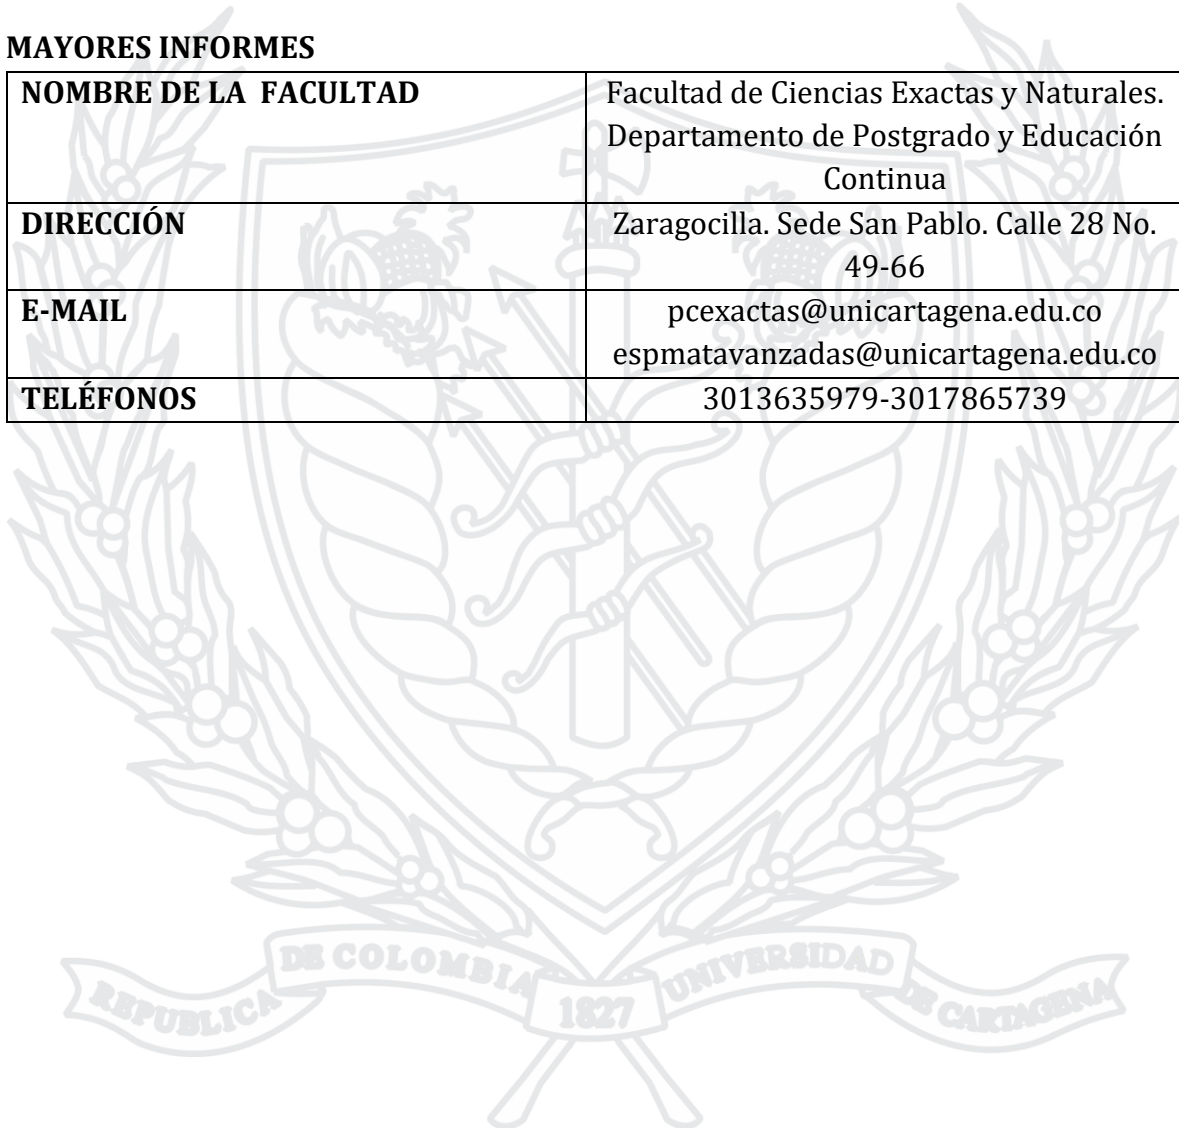 MAYORES INFORMES
NOMBRE DE LA FACULTAD
Facultad de Ciencias Exactas y Naturales.
Departamento de Postgrado y Educación
Continua
DIRECCIÓN
Zaragocilla. Sede San Pablo. Calle 28 No.
49-66
E-MAIL
pcexactas@unicartagena.edu.co
espmatavanzadas@unicartagena.edu.co
TELÉFONOS
3013635979-3017865739
REPUBLICA DE COLOMBIA 1827 UNIVERSIDAD DE CARTAGENA